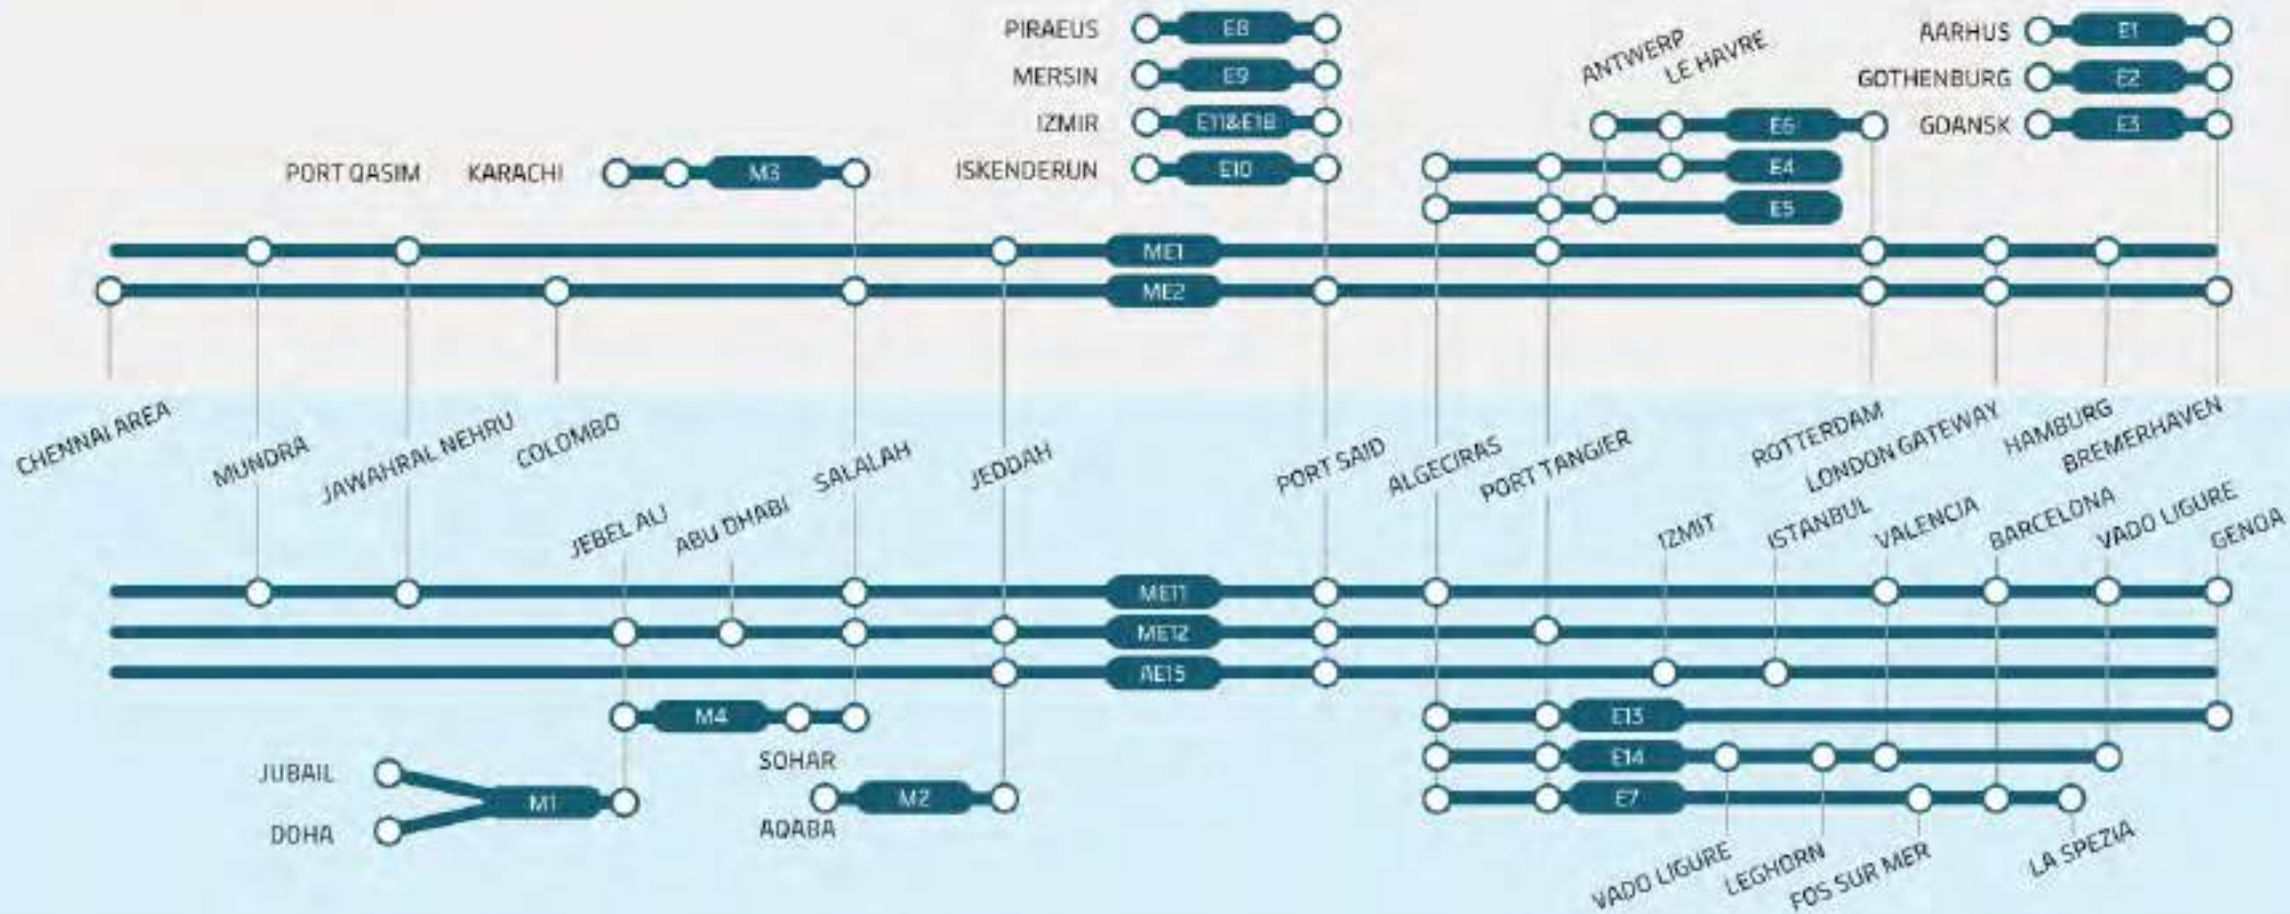 PIRAEUS E8
AARHUS E1
MERSIN E9
ANTWERP
LE HAVRE
GOTHENBURG E2
IZMIR E11&E18
E6
GDANSK E3
PORT QASIM KARACHI M3
ISKENDERUN E10
E4
E5
ME1
ME2
CHENNAI AREA
MUNDRA
JAWAHRAL NEHRU
COLOMBO
SALALAH
JEDDAH
PORT SAID
ALGECIRAS
PORT TANGIER
ROTTERDAM
LONDON GATEWAY
HAMBURG
BREMERHAVEN
JEBEL ALI
ABU DHABI
IZMIT
ISTANBUL
VALENCIA
BARCELONA
VADO LIGURE
GENOA
ME11
ME12
AE15
M4
E13
SOHAR
E14
JUBAIL
M1
M2
E7
DOHA
AQABA
VADO LIGURE
LEGHORN
FOS SUR MER
LA SPEZIA